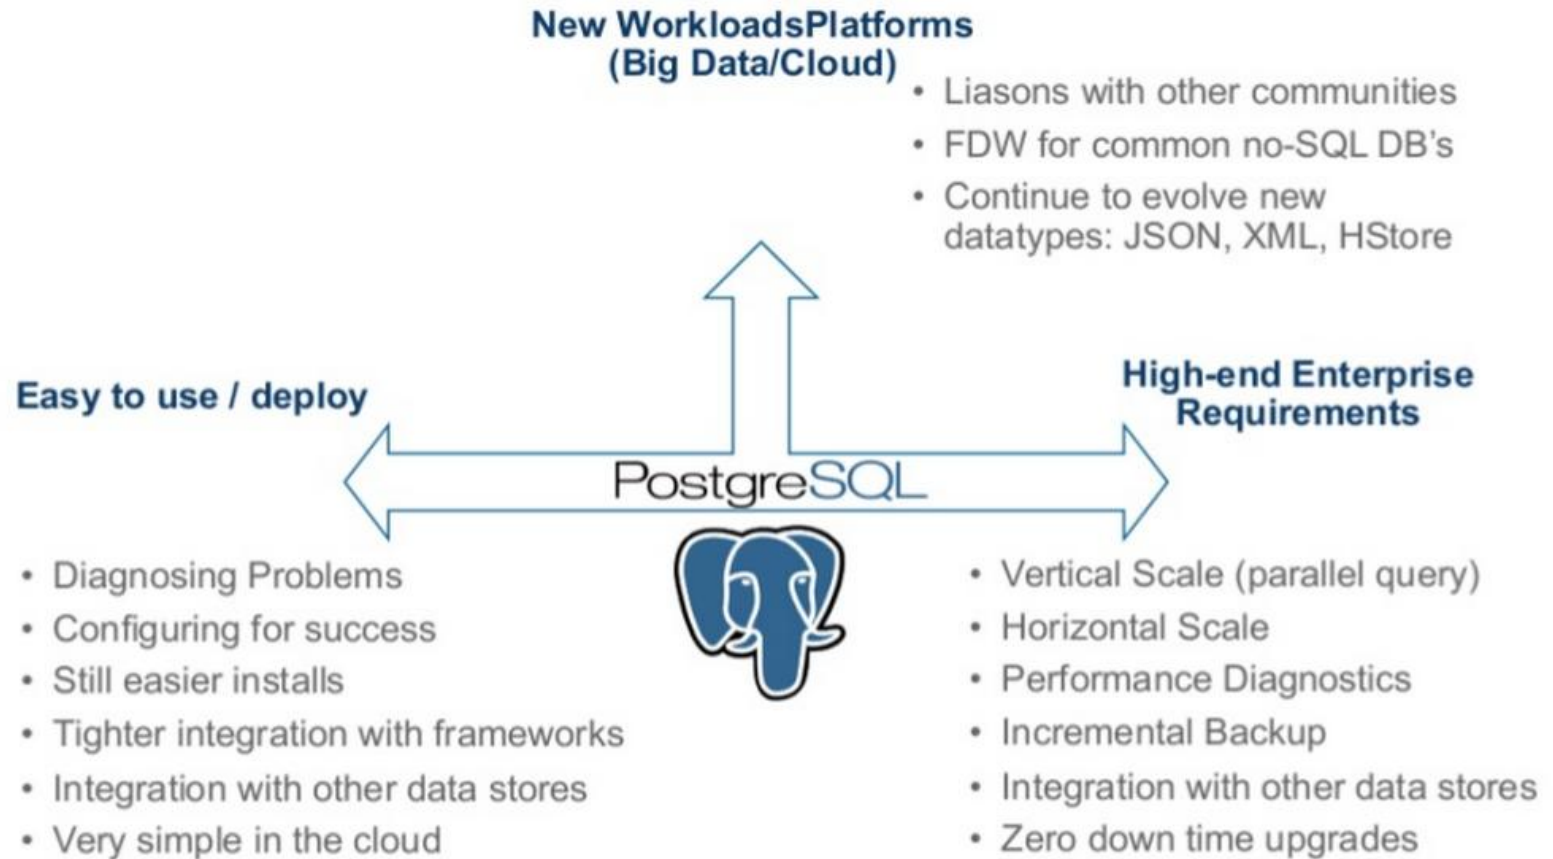 New WorkloadsPlatforms
(Big Data/Cloud)
• Liasons with other communities
• FDW for common no-SQL DB's
• Continue to evolve new
datatypes: JSON, XML, HStore
Easy to use / deploy
High-end Enterprise
Requirements
PostgreSQL
• Diagnosing Problems
• Configuring for success
• Still easier installs
• Tighter integration with frameworks
• Integration with other data stores
• Very simple in the cloud
• Vertical Scale (parallel query)
• Horizontal Scale
• Performance Diagnostics
• Incremental Backup
• Integration with other data stores
• Zero down time upgrades